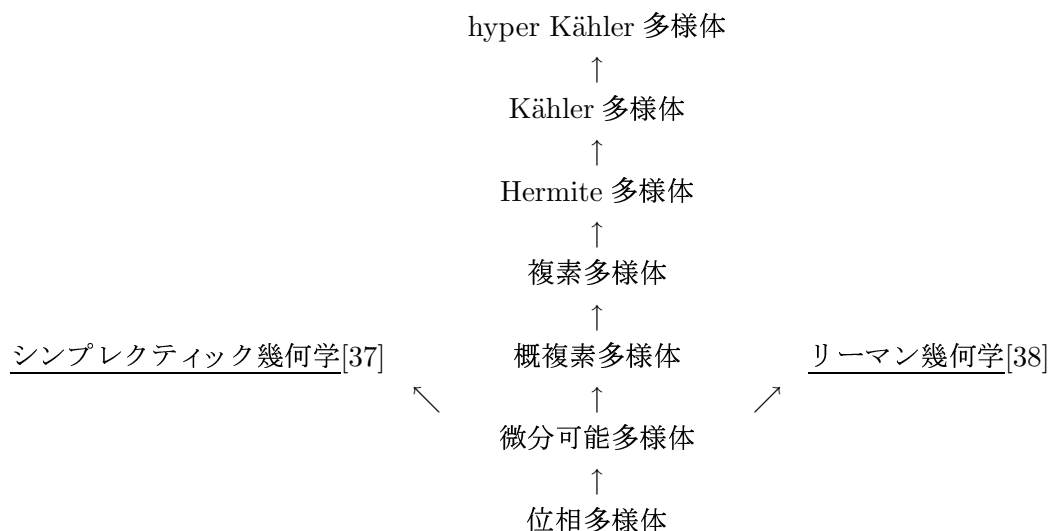 hyper Kähler 多様体
↑
Kähler 多様体
↑
Hermite 多様体
↑
複素多様体
↑
シンプレクティック幾何学[37] 概複素多様体 リーマン幾何学[38]
↖ ↑ ↗
微分可能多様体
↑
位相多様体